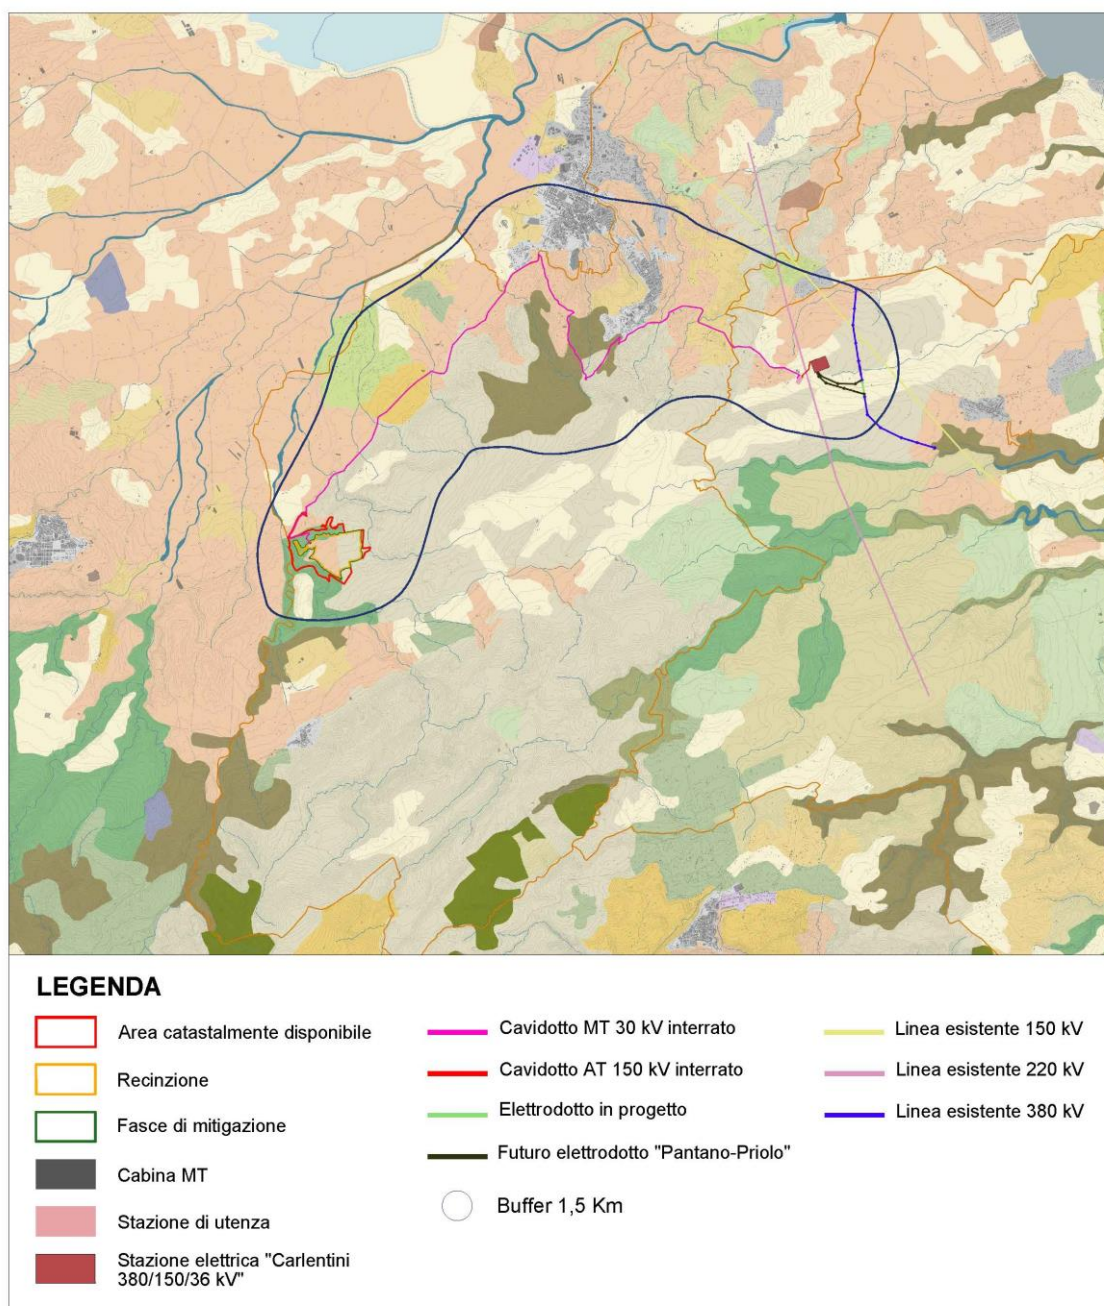 LEGENDA
Area catastalmente disponibile
Recinzione
Fasce di mitigazione
Cabina MT
Stazione di utenza
Stazione elettrica "Carlentini
380/150/36 kV"
Cavidotto MT 30 kV interrato
Cavidotto AT 150 kV interrato
Elettrodotto in progetto
Futuro elettrodotto "Pantano-Priolo"
Buffer 1,5 Km
Linea esistente 150 kV
Linea esistente 220 kV
Linea esistente 380 kV